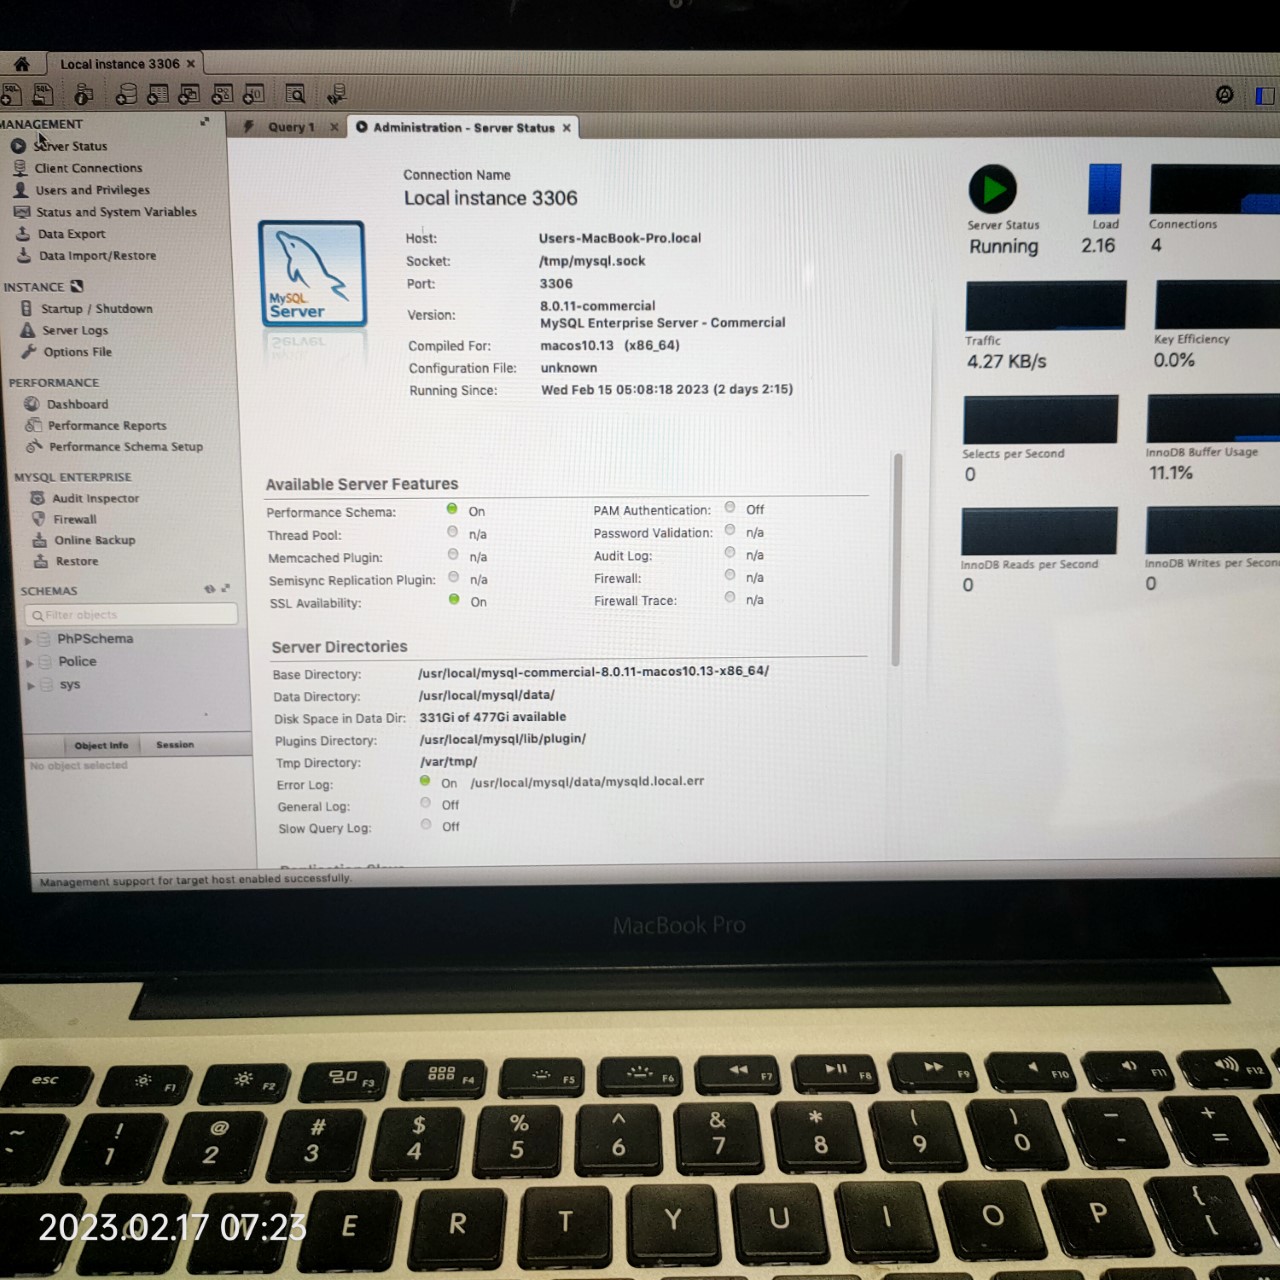 Local instance 3306 ×
MANAGEMENT
Server Status
Client Connections
Users and Privileges
Status and System Variables
Data Export
Data Import/Restore
INSTANCE
Startup / Shutdown
Server Logs
Options File
PERFORMANCE
Dashboard
Performance Reports
Performance Schema Setup
MYSQL ENTERPRISE
Audit Inspector
Firewall
Online Backup
Restore
SCHEMAS
Filter objects
PhPSchema
Police
sys
Object Info Session
No object selected
Query 1 × Administration - Server Status ×
Connection Name
Local instance 3306
MySQL
Server
Host: Users-MacBook-Pro.local
Socket: /tmp/mysql.sock
Port: 3306
Version: 8.0.11-commercial
MySQL Enterprise Server - Commercial
Compiled For: macos10.13 (x86_64)
Configuration File: unknown
Running Since: Wed Feb 15 05:08:18 2023 (2 days 2:15)
Available Server Features
Performance Schema: On PAM Authentication: Off
Thread Pool: n/a Password Validation: n/a
Memcached Plugin: n/a Audit Log: n/a
Semisync Replication Plugin: n/a Firewall: n/a
SSL Availability: On Firewall Trace: n/a
Server Directories
Base Directory: /usr/local/mysql-commercial-8.0.11-macos10.13-x86_64/
Data Directory: /usr/local/mysql/data/
Disk Space in Data Dir: 331Gi of 477Gi available
Plugins Directory: /usr/local/mysql/lib/plugin/
Tmp Directory: /var/tmp/
Error Log: On /usr/local/mysql/data/mysqld.local.err
General Log: Off
Slow Query Log: Off
Server Status Load Connections
Running 2.16 4
Traffic Key Efficiency
4.27 KB/s 0.0%
Selects per Second InnoDB Buffer Usage
0 11.1%
InnoDB Reads per Second InnoDB Writes per Secon
0 0
Management support for target host enabled successfully.
MacBook Pro
esc F1 F2 F3 F4 F5 F6 F7 F8 F9 F10 F11 F12
~ ! @ # $ % ^ & * ( ) _ +
1 2 3 4 5 6 7 8 9 0 - =
E R T Y U I O P { [
2023.02.17 07:23